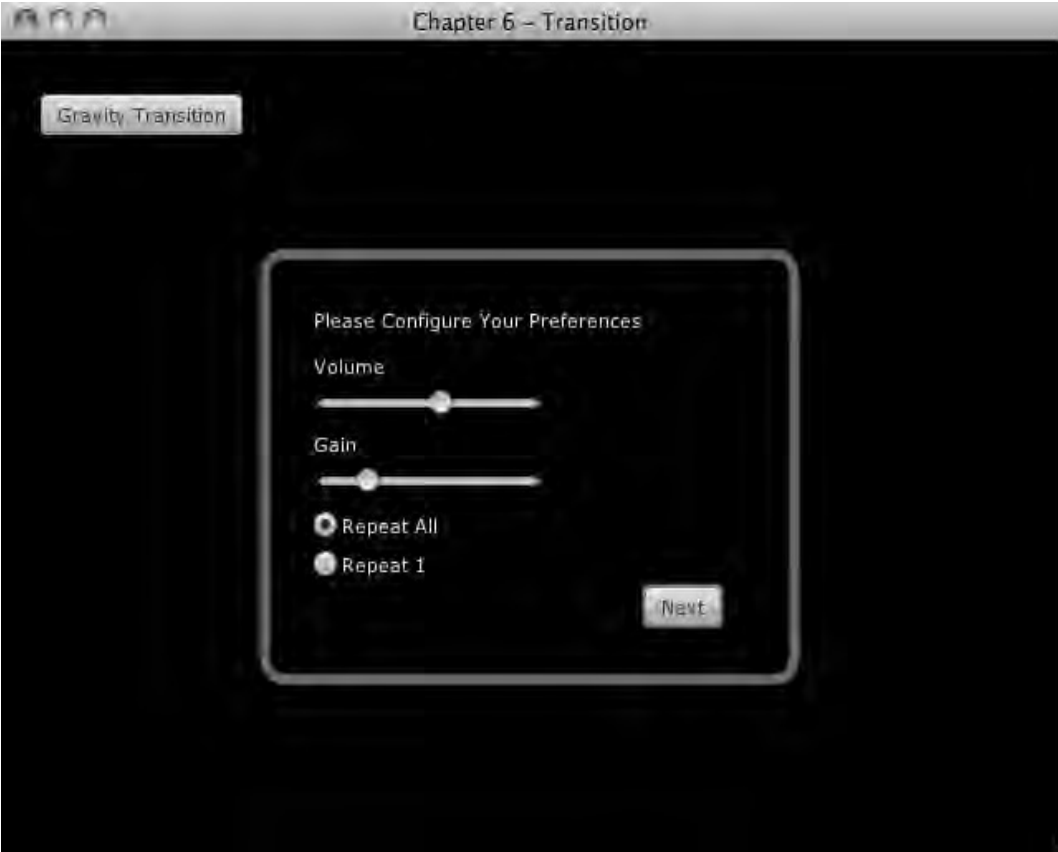 Chapter 6 – Transition
Gravity Transition
Please Configure Your Preferences
Volume
Gain
Repeat All
Repeat 1
Next